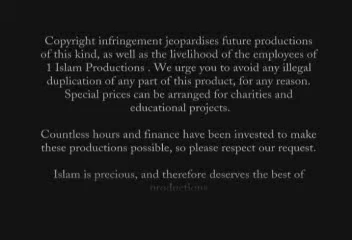 Copyright infringement jeopardises future productions
of this kind, as well as the livelihood of the employees of
1 Islam Productions . We urge you to avoid any illegal
duplication of any part of this product, for any reason.
Special prices can be arranged for charities and
educational projects.
Countless hours and finance have been invested to make
these productions possible, so please respect our request.
Islam is precious, and therefore deserves the best of
productions